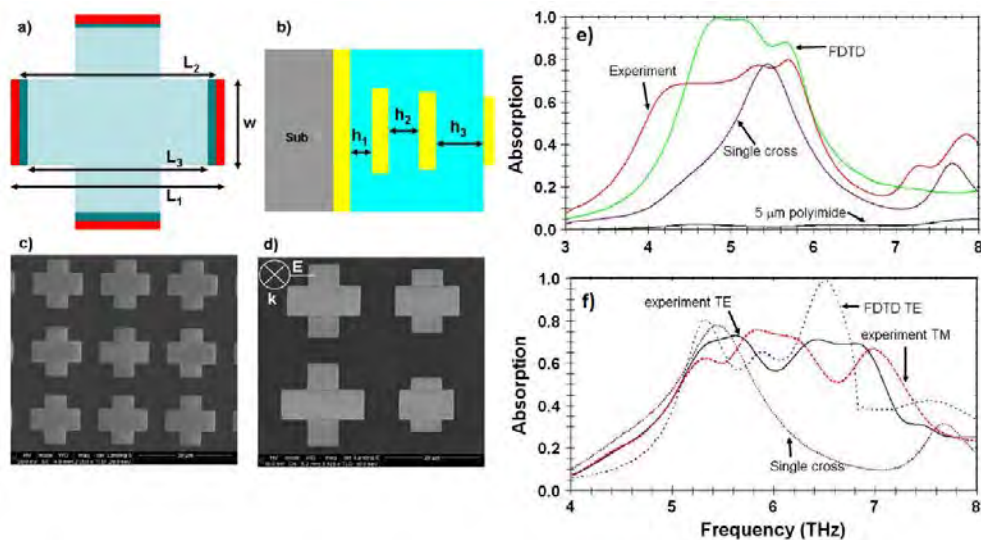 a)
L2
w
L3
L1
b)
Sub
h1
h2
h3
c)
d)
E
k
e)
FDTD
Experiment
Single cross
5 μm polyimide
Absorption
1.0
0.8
0.6
0.4
0.2
0.0
3
4
5
6
7
8
f)
experiment TE
FDTD TE
experiment TM
Single cross
Absorption
1.0
0.8
0.6
0.4
0.2
0.0
4
5
6
7
8
Frequency (THz)